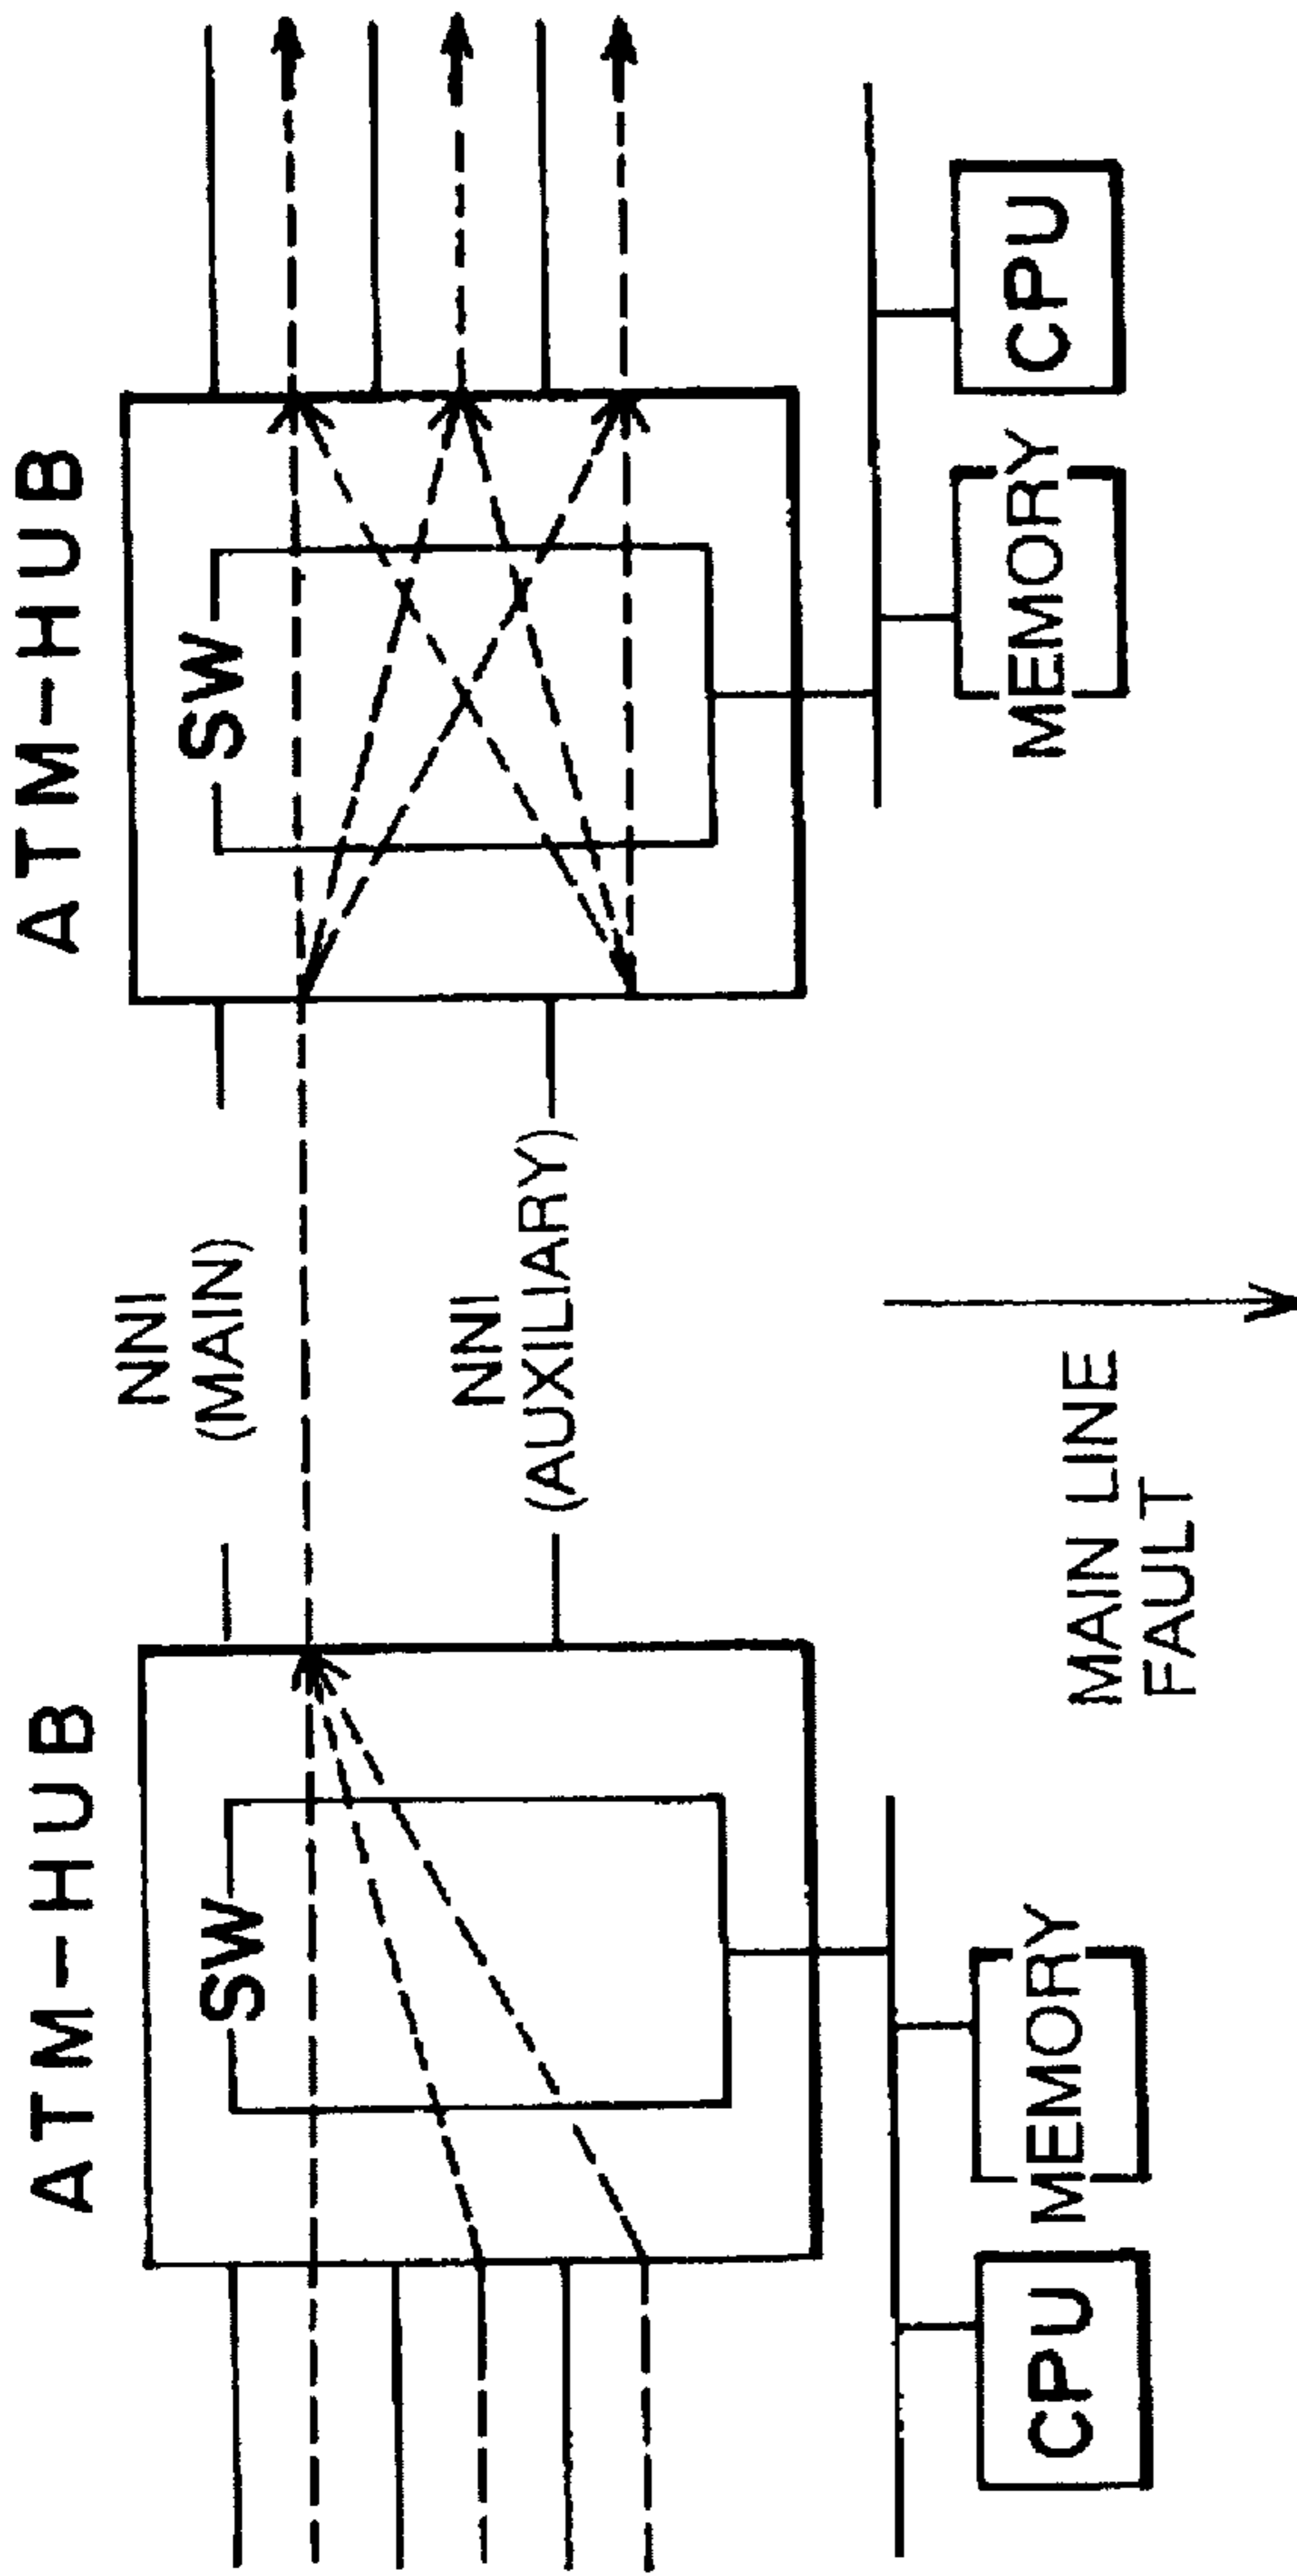 ATM-HUB
ATM-HUB
SW
SW
NNI
(MAIN)
NNI
(AUXILIARY)
CPU
MEMORY
MEMORY
CPU
MAIN LINE
FAULT